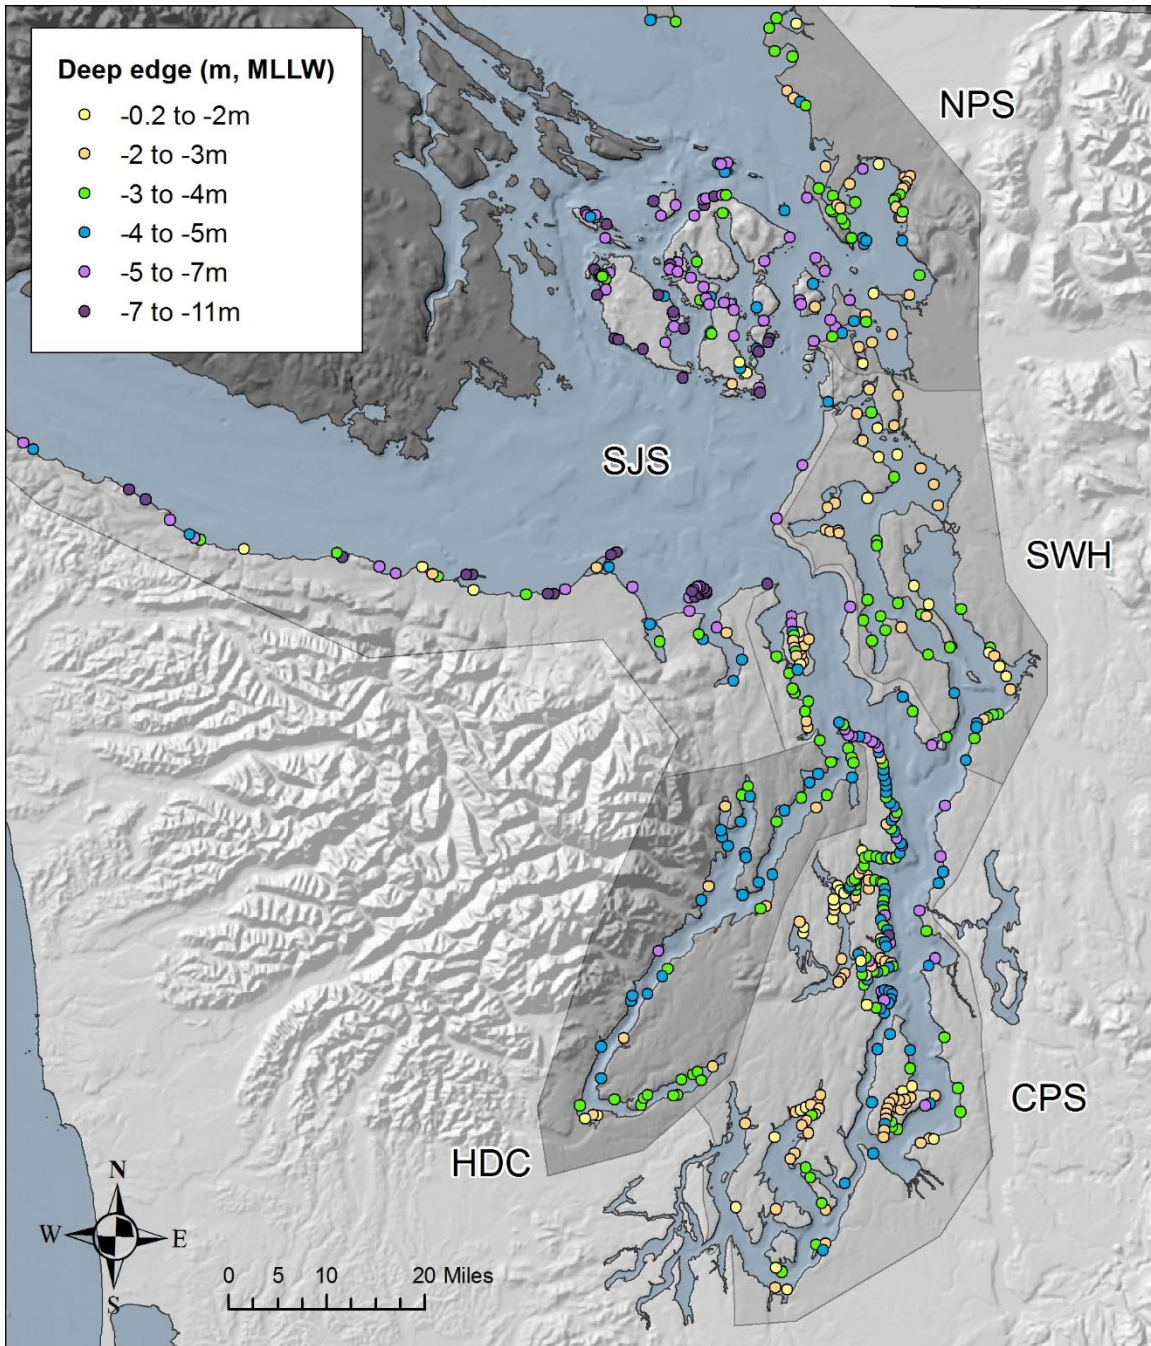 Deep edge (m, MLLW)
-0.2 to -2m
-2 to -3m
-3 to -4m
-4 to -5m
-5 to -7m
-7 to -11m
NPS
SJS
SWH
CPS
HDC
N
W E
S
0 5 10 20 Miles